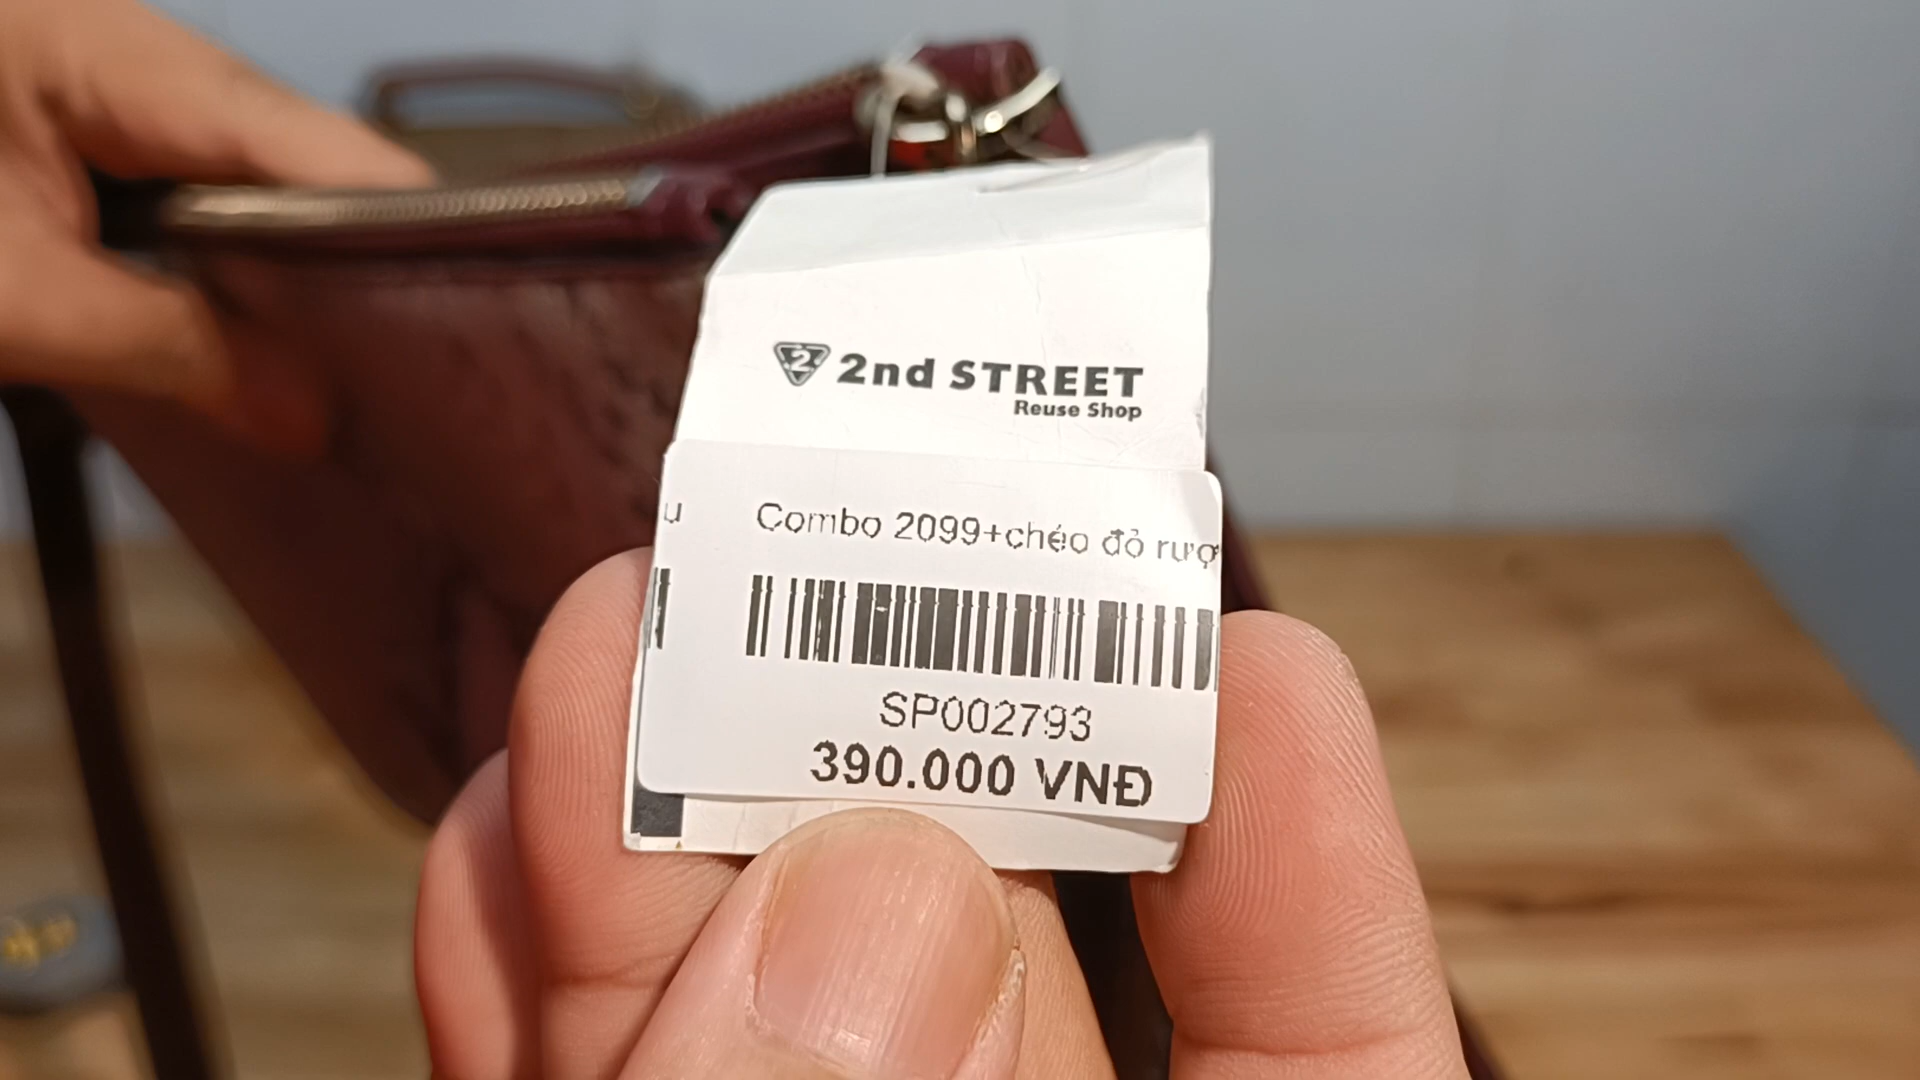 2nd STREET
Reuse Shop
u Combo 2099+chéo đỏ rượ
SP002793
390.000 VNĐ